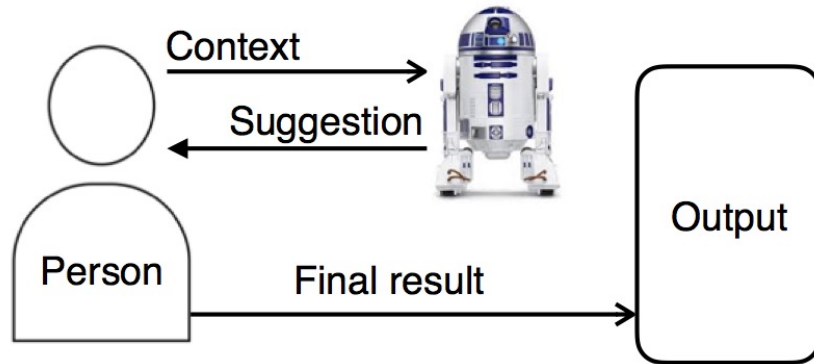 Context
Suggestion
Person
Final result
Output